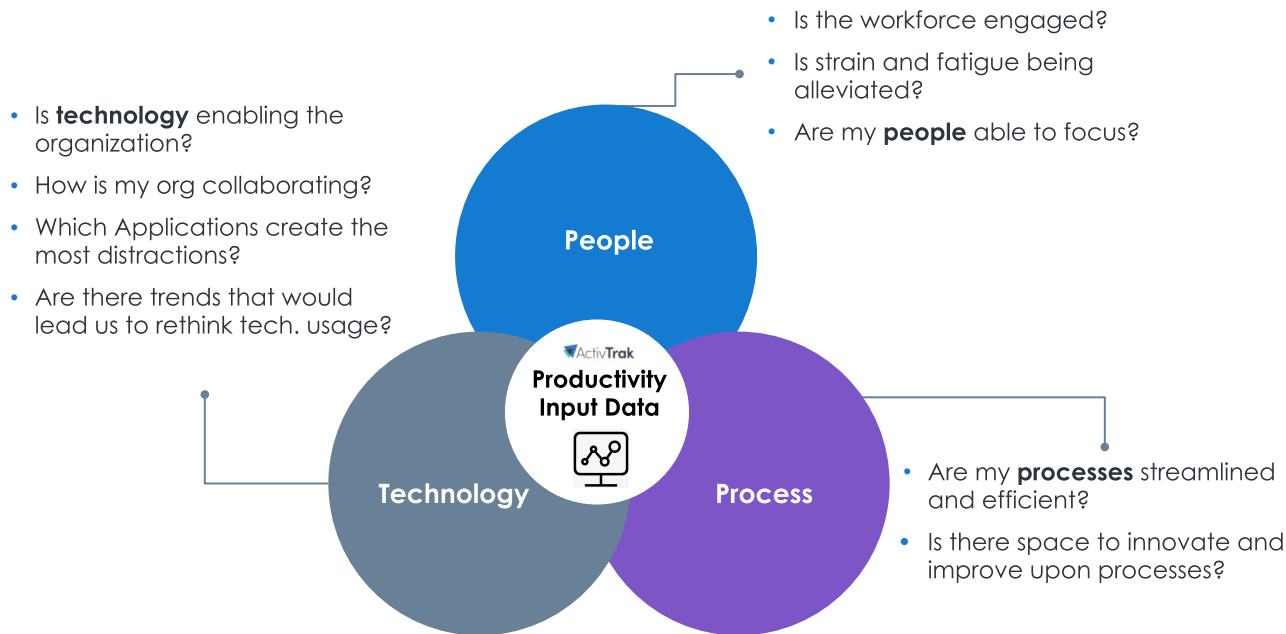 • Is the workforce engaged?
• Is strain and fatigue being
alleviated?
• Are my people able to focus?
• Is technology enabling the
organization?
• How is my org collaborating?
• Which Applications create the
most distractions?
• Are there trends that would
lead us to rethink tech. usage?
People
ActivTrak
Productivity
Input Data
Technology
Process
• Are my processes streamlined
and efficient?
• Is there space to innovate and
improve upon processes?